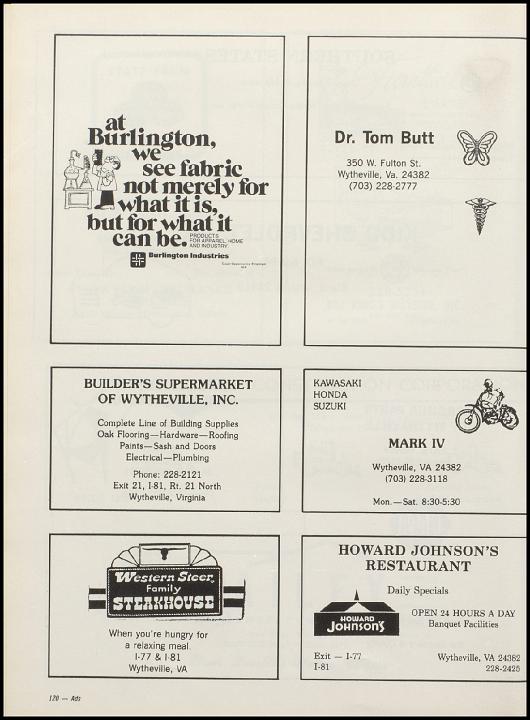 at
Burlington,
we
see fabric
not merely for
what it is,
but for what it
can be.
PRODUCTS
FOR APPAREL, HOME
AND INDUSTRY.
Burlington Industries
Dr. Tom Butt
350 W. Fulton St.
Wytheville, Va. 24382
(703) 228-2777
BUILDER'S SUPERMARKET
OF WYTHEVILLE, INC.
Complete Line of Building Supplies
Oak Flooring—Hardware—Roofing
Paints—Sash and Doors
Electrical—Plumbing
Phone: 228-2121
Exit 21, I-81, Rt. 21 North
Wytheville, Virginia
KAWASAKI
HONDA
SUZUKI
MARK IV
Wytheville, VA 24382
(703) 228-3118
Mon.—Sat. 8:30-5:30
Western Steer
Family
STEAKHOUSE
When you're hungry for
a relaxing meal.
I-77 & I-81
Wytheville, VA
HOWARD JOHNSON'S
RESTAURANT
Daily Specials
HOWARD
JOHNSON'S
OPEN 24 HOURS A DAY
Banquet Facilities
Exit — I-77
I-81
Wytheville, VA 24382
228-2425
120 — Ads